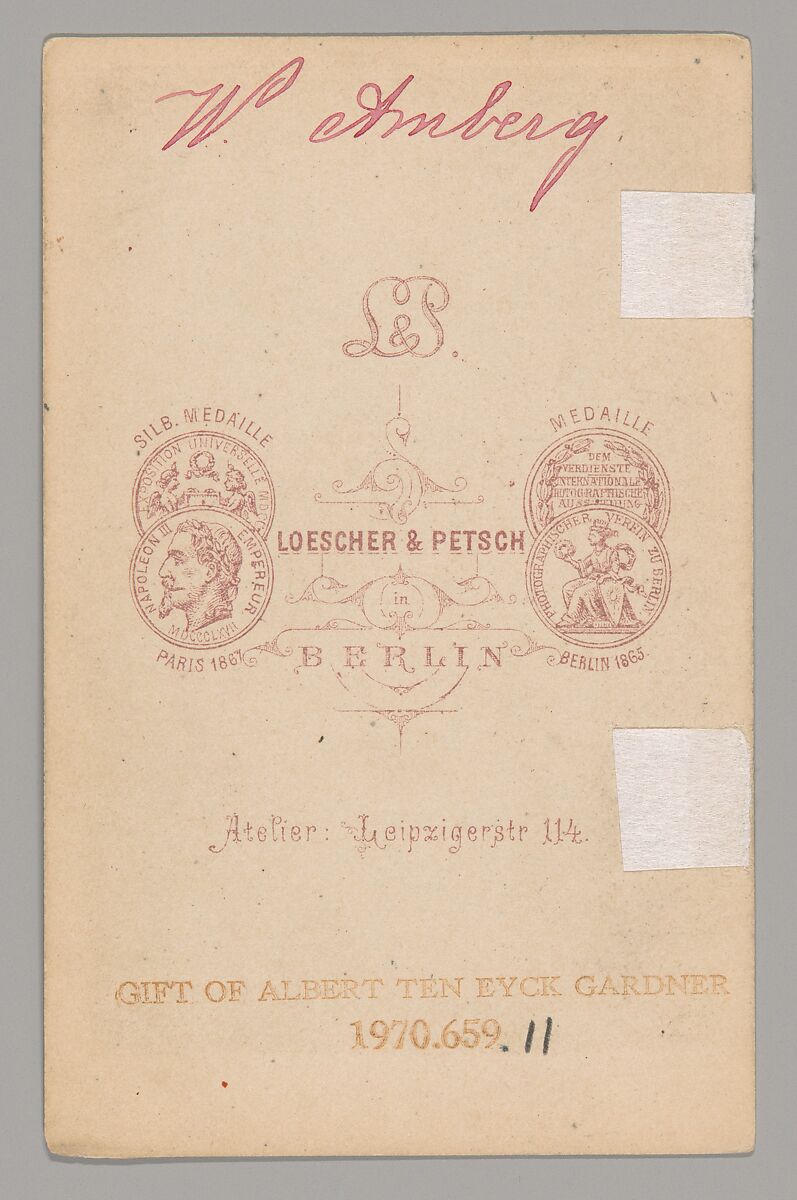 W. Amberg
L&P.
SILB. MEDAILLE
EXPOSITION UNIVERSELLE
NAPOLEON III EMPEREUR
MDCCCLXVII
PARIS 1867
LOESCHER & PETSCH
in
BERLIN
MEDAILLE
DEM
VERDIENSTE
INTERNATIONALE
PHOTOGRAPHISCHE
AUSSTELLUNG
PHOTOGRAPHISCHER VEREIN ZU BERLIN
BERLIN 1865.
Atelier: Leipzigerstr 114.
GIFT OF ALBERT TEN EYCK GARDNER
1970.659.11